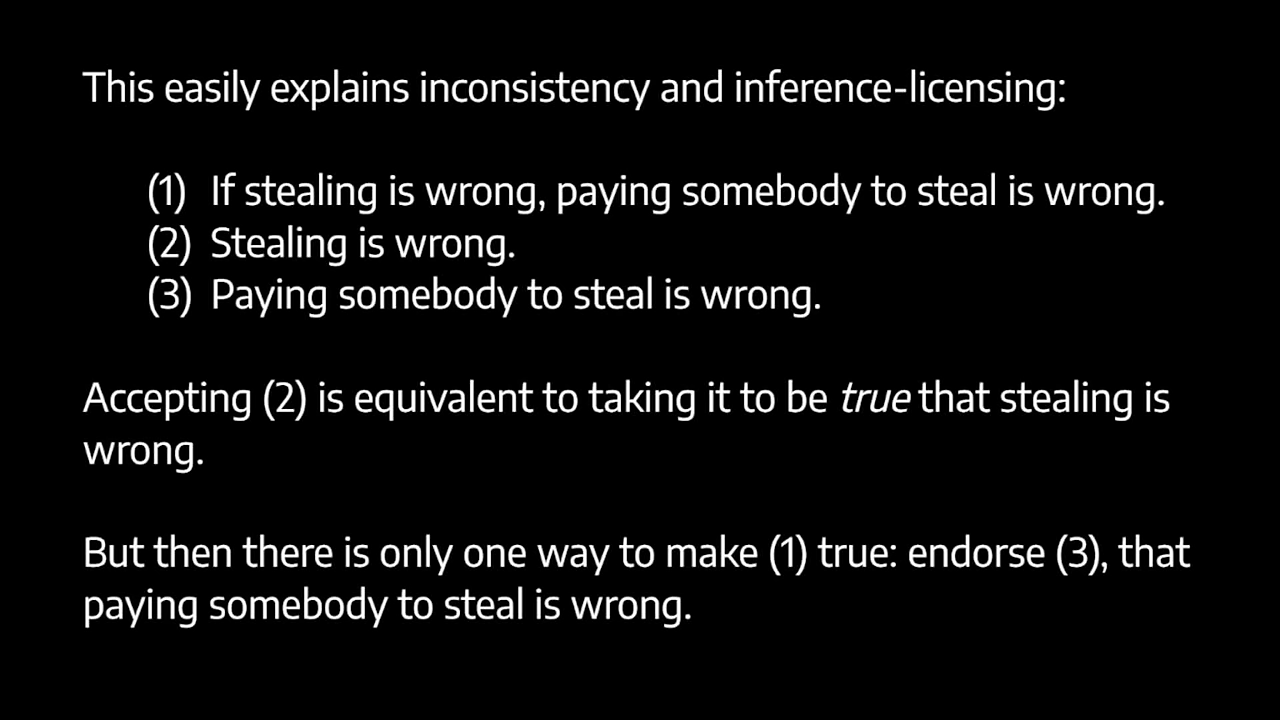 This easily explains inconsistency and inference-licensing:
(1) If stealing is wrong, paying somebody to steal is wrong.
(2) Stealing is wrong.
(3) Paying somebody to steal is wrong.
Accepting (2) is equivalent to taking it to be true that stealing is
wrong.
But then there is only one way to make (1) true: endorse (3), that
paying somebody to steal is wrong.